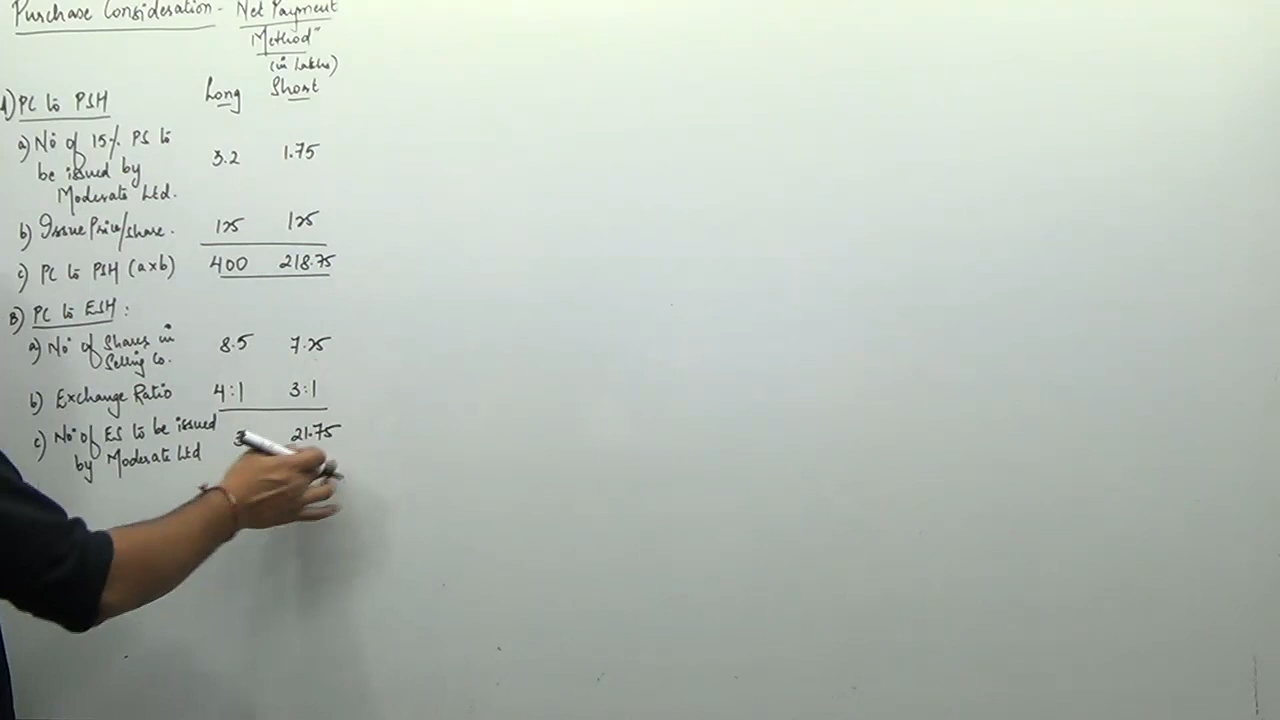 Purchase Consideration - Net Payment
Method"
(in Lakhs)
A) PC to PSH Long Short
a) No of 15% PS to
be issued by 3.2 1.75
Moderate Ltd.
b) Issue Price/share. 125 125
c) PC to PSH (a×b) 400 218.75
B) PC to ESH :
a) No of Shares in 8.5 7.25
Selling Co.
b) Exchange Ratio 4:1 3:1
c) No of ES to be issued 3 21.75
by Moderate Ltd